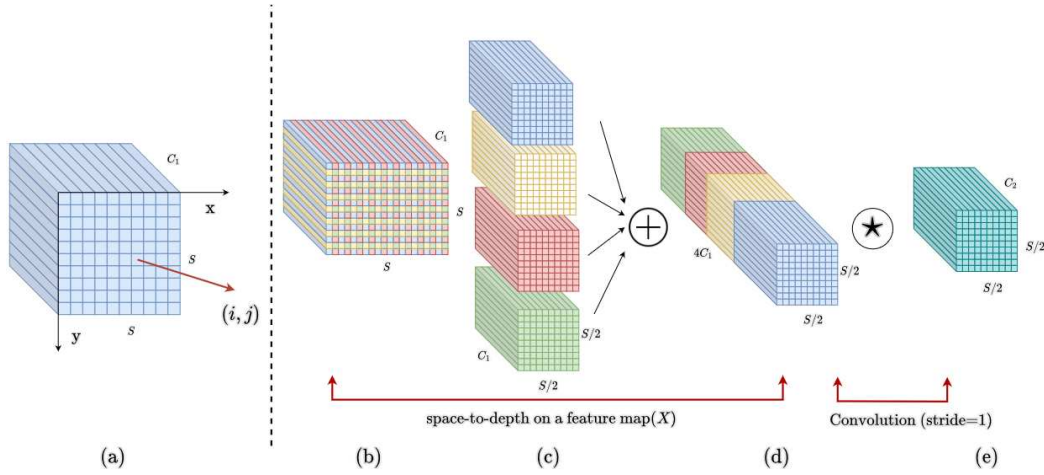 C₁
x
S
(i, j)
S
y
C₁
S
S
C₁
S/2
S/2
4C₁
S/2
S/2
C₂
S/2
S/2
space-to-depth on a feature map(X)
Convolution (stride=1)
(a)
(b)
(c)
(d)
(e)